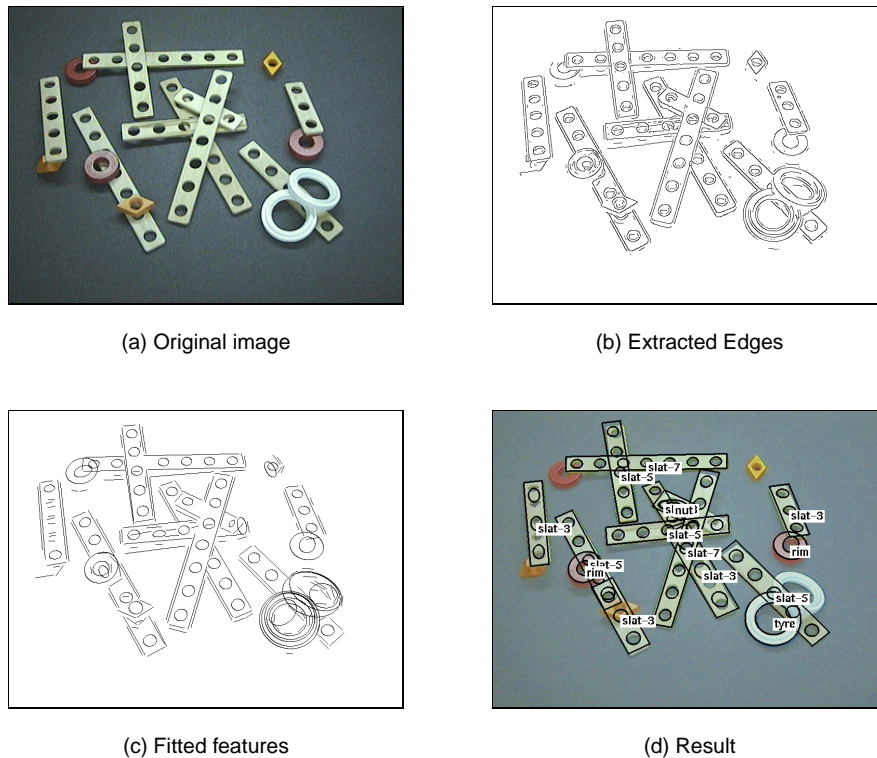 (a) Original image
(b) Extracted Edges
slat-7
slat-5
nut
slat-3
slat-5
slat-3
slat-7
rim
slat-5
rim
slat-3
slat-5
slat-3
tyre
(c) Fitted features
(d) Result